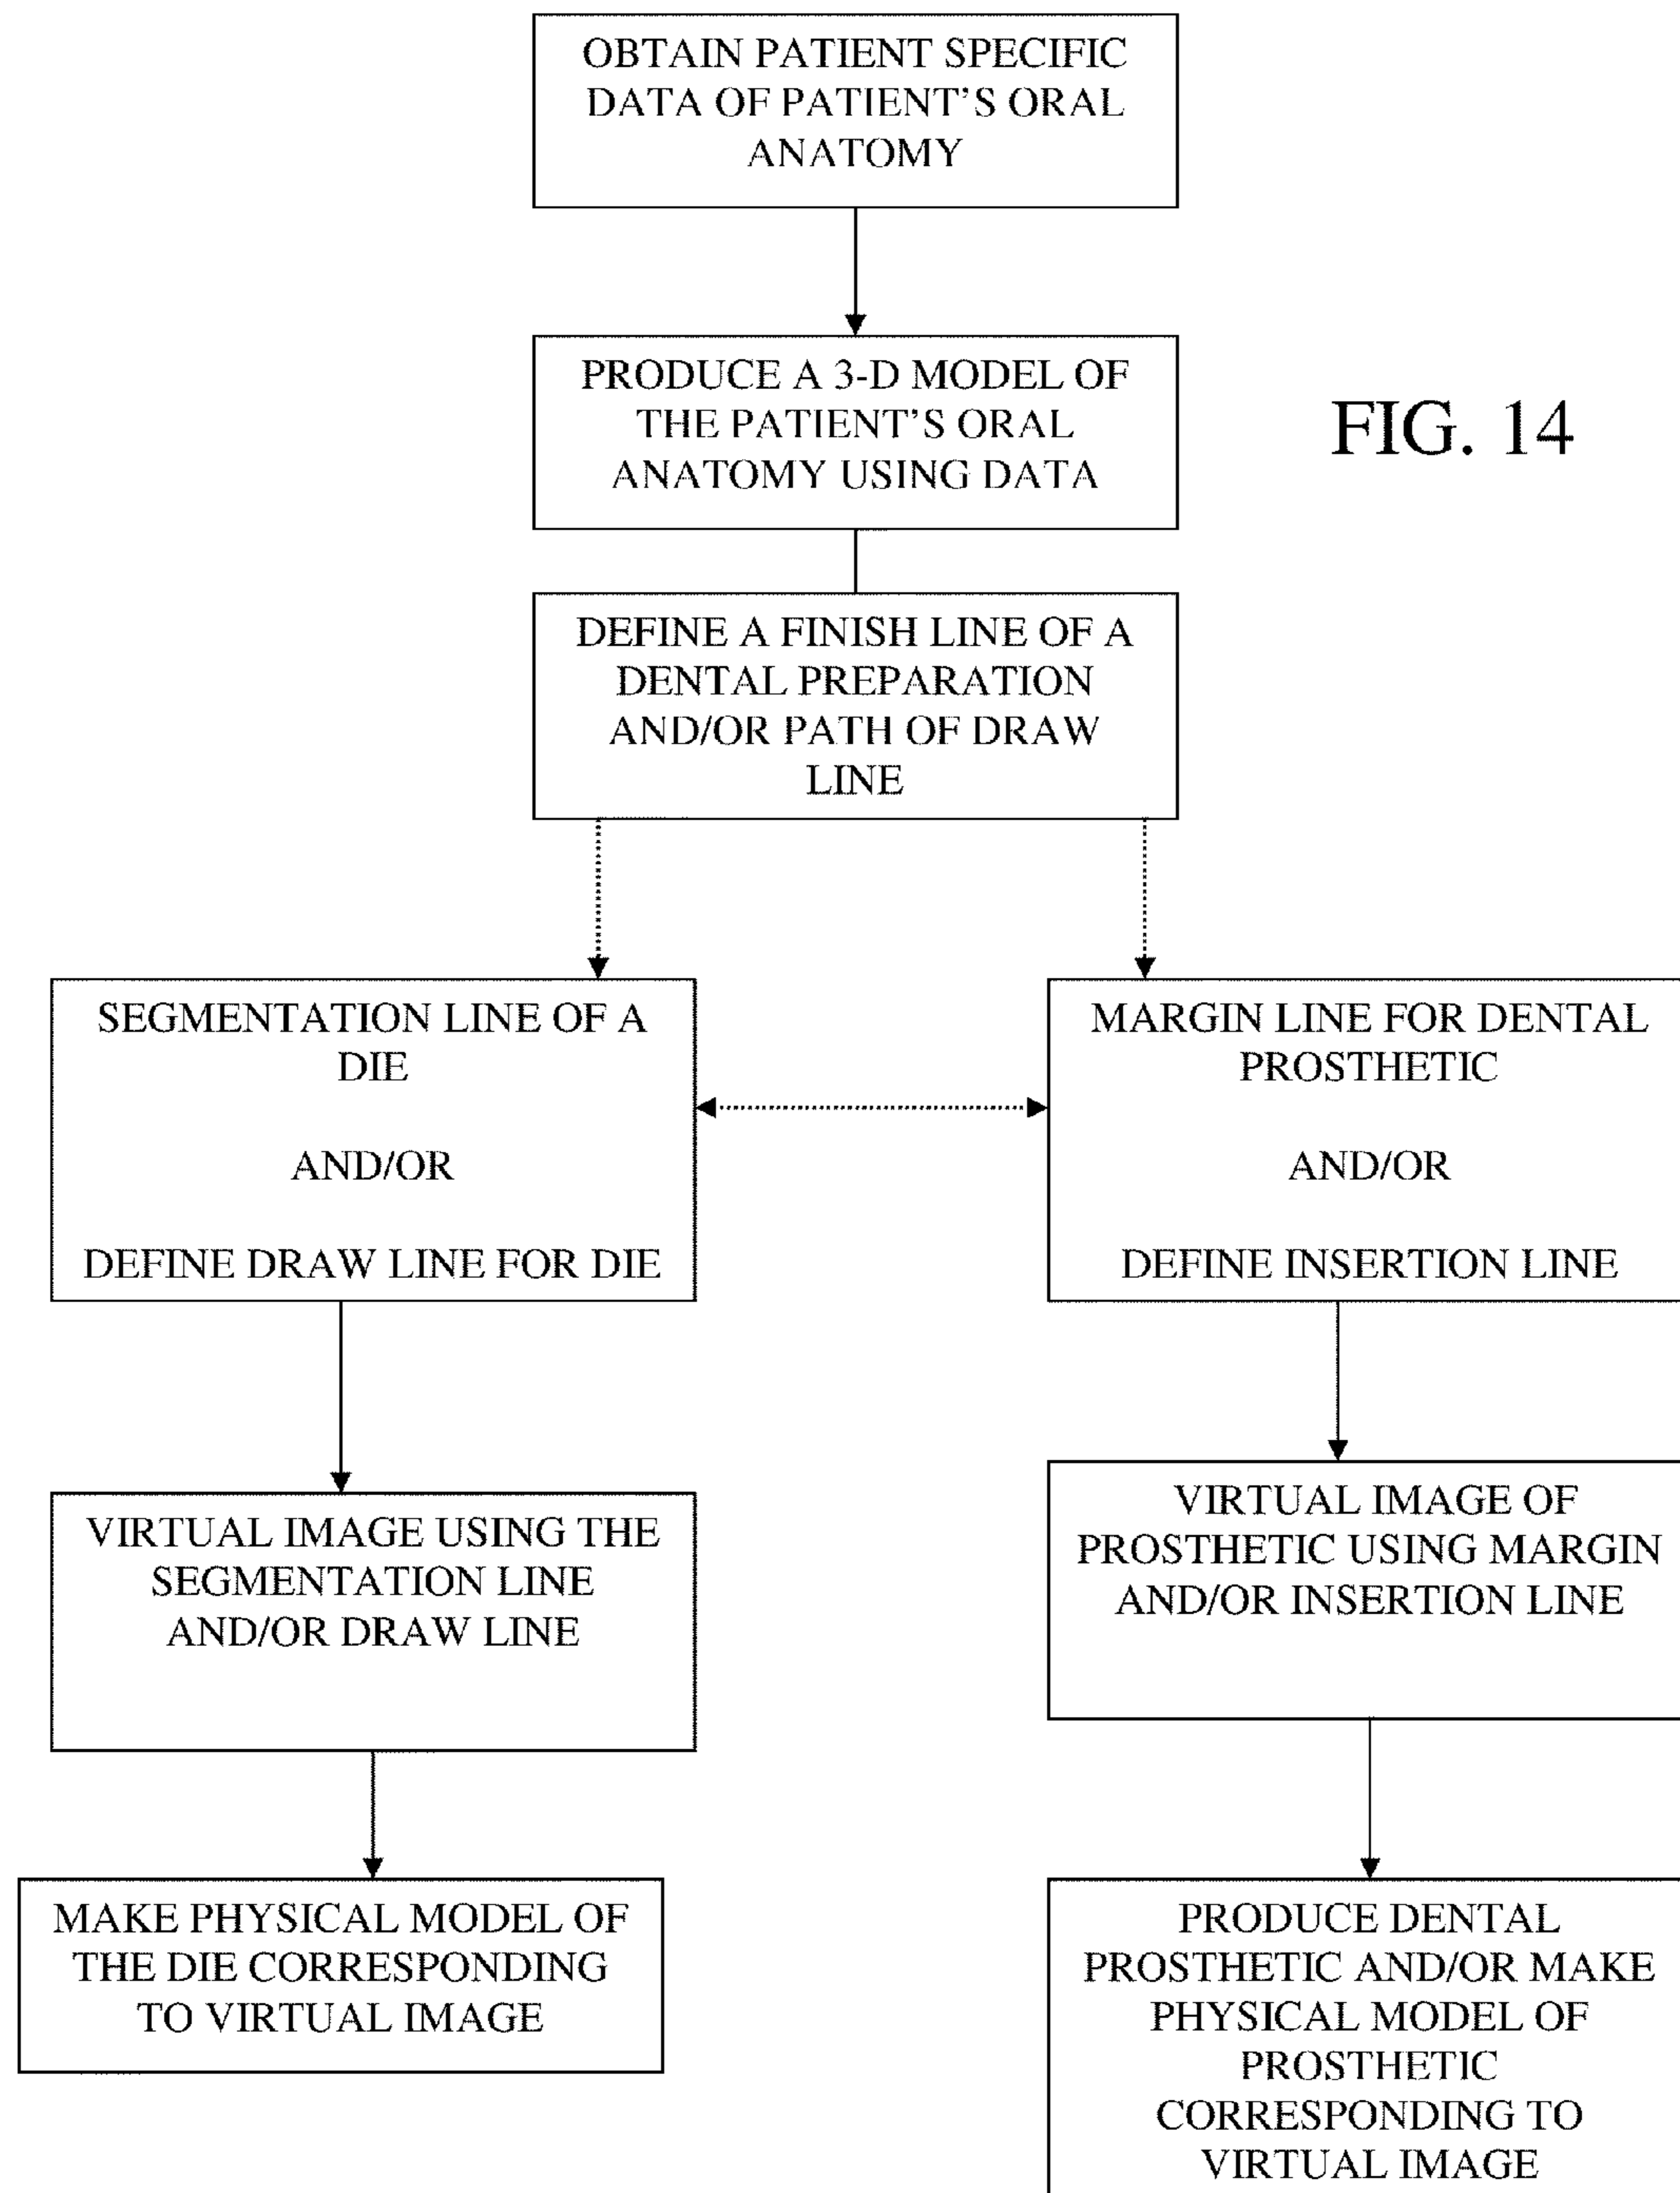 OBTAIN PATIENT SPECIFIC
DATA OF PATIENT'S ORAL
ANATOMY
PRODUCE A 3-D MODEL OF
THE PATIENT'S ORAL
ANATOMY USING DATA
FIG. 14
DEFINE A FINISH LINE OF A
DENTAL PREPARATION
AND/OR PATH OF DRAW
LINE
SEGMENTATION LINE OF A
DIE
AND/OR
DEFINE DRAW LINE FOR DIE
MARGIN LINE FOR DENTAL
PROSTHETIC
AND/OR
DEFINE INSERTION LINE
VIRTUAL IMAGE USING THE
SEGMENTATION LINE
AND/OR DRAW LINE
VIRTUAL IMAGE OF
PROSTHETIC USING MARGIN
AND/OR INSERTION LINE
MAKE PHYSICAL MODEL OF
THE DIE CORRESPONDING
TO VIRTUAL IMAGE
PRODUCE DENTAL
PROSTHETIC AND/OR MAKE
PHYSICAL MODEL OF
PROSTHETIC
CORRESPONDING TO
VIRTUAL IMAGE